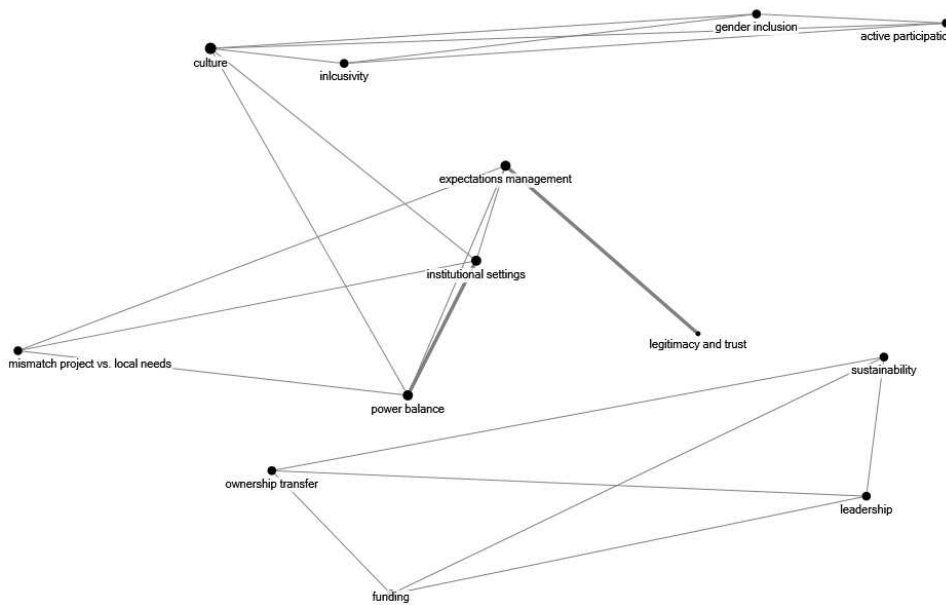 gender inclusion
active participatio
culture
inlcusivity
expectations management
institutional settings
legitimacy and trust
mismatch project vs. local needs
sustainability
power balance
ownership transfer
leadership
funding